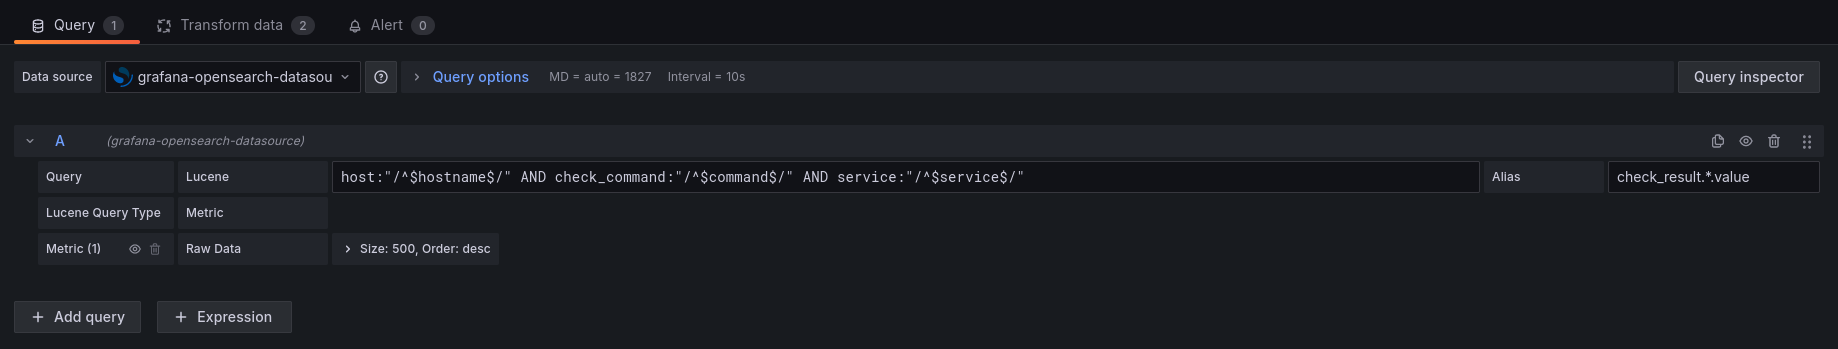 Query 1 Transform data 2 Alert 0
Data source grafana-opensearch-datasou Query options MD = auto = 1827 Interval = 10s Query inspector
A (grafana-opensearch-datasource)
Query Lucene host:"/^$hostname$/" AND check_command:"/^$command$/" AND service:"/^$service$/" Alias check_result.*.value
Lucene Query Type Metric
Metric (1) Raw Data Size: 500, Order: desc
+ Add query + Expression